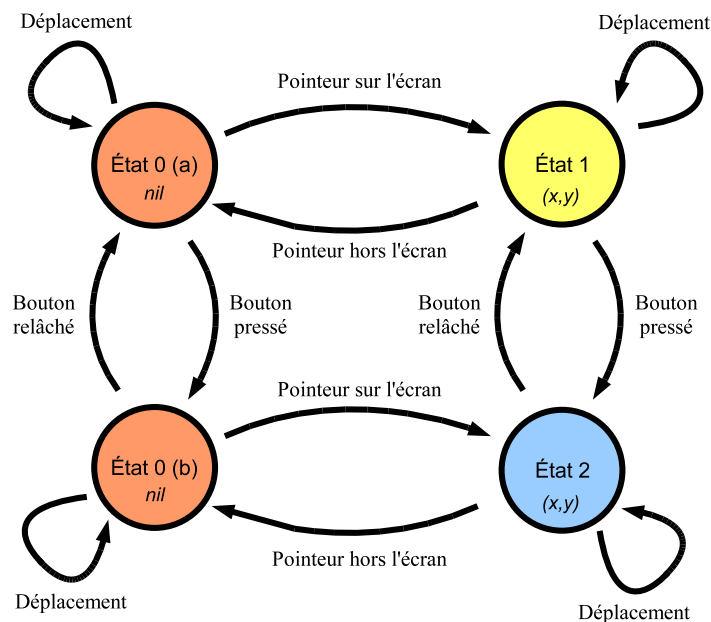 Déplacement
Déplacement
Pointeur sur l'écran
État 0 (a)
nil
État 1
(x,y)
Pointeur hors l'écran
Bouton
relâché
Bouton
pressé
Bouton
relâché
Bouton
pressé
Pointeur sur l'écran
État 0 (b)
nil
État 2
(x,y)
Pointeur hors l'écran
Déplacement
Déplacement